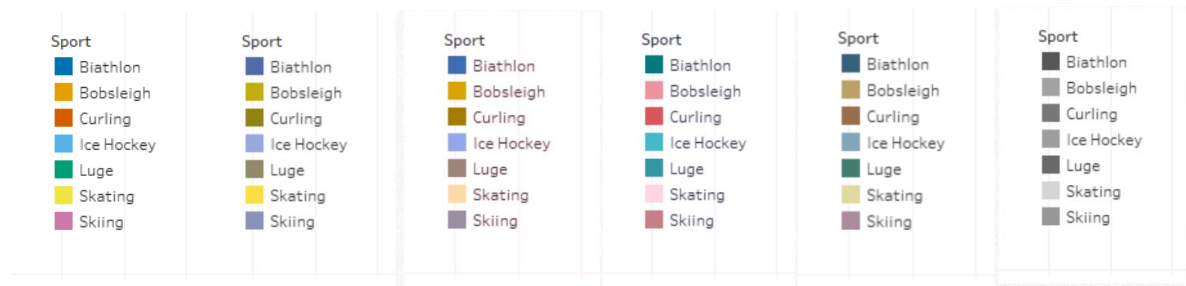 Sport
Biathlon
Bobsleigh
Curling
Ice Hockey
Luge
Skating
Skiing
Sport
Biathlon
Bobsleigh
Curling
Ice Hockey
Luge
Skating
Skiing
Sport
Biathlon
Bobsleigh
Curling
Ice Hockey
Luge
Skating
Skiing
Sport
Biathlon
Bobsleigh
Curling
Ice Hockey
Luge
Skating
Skiing
Sport
Biathlon
Bobsleigh
Curling
Ice Hockey
Luge
Skating
Skiing
Sport
Biathlon
Bobsleigh
Curling
Ice Hockey
Luge
Skating
Skiing